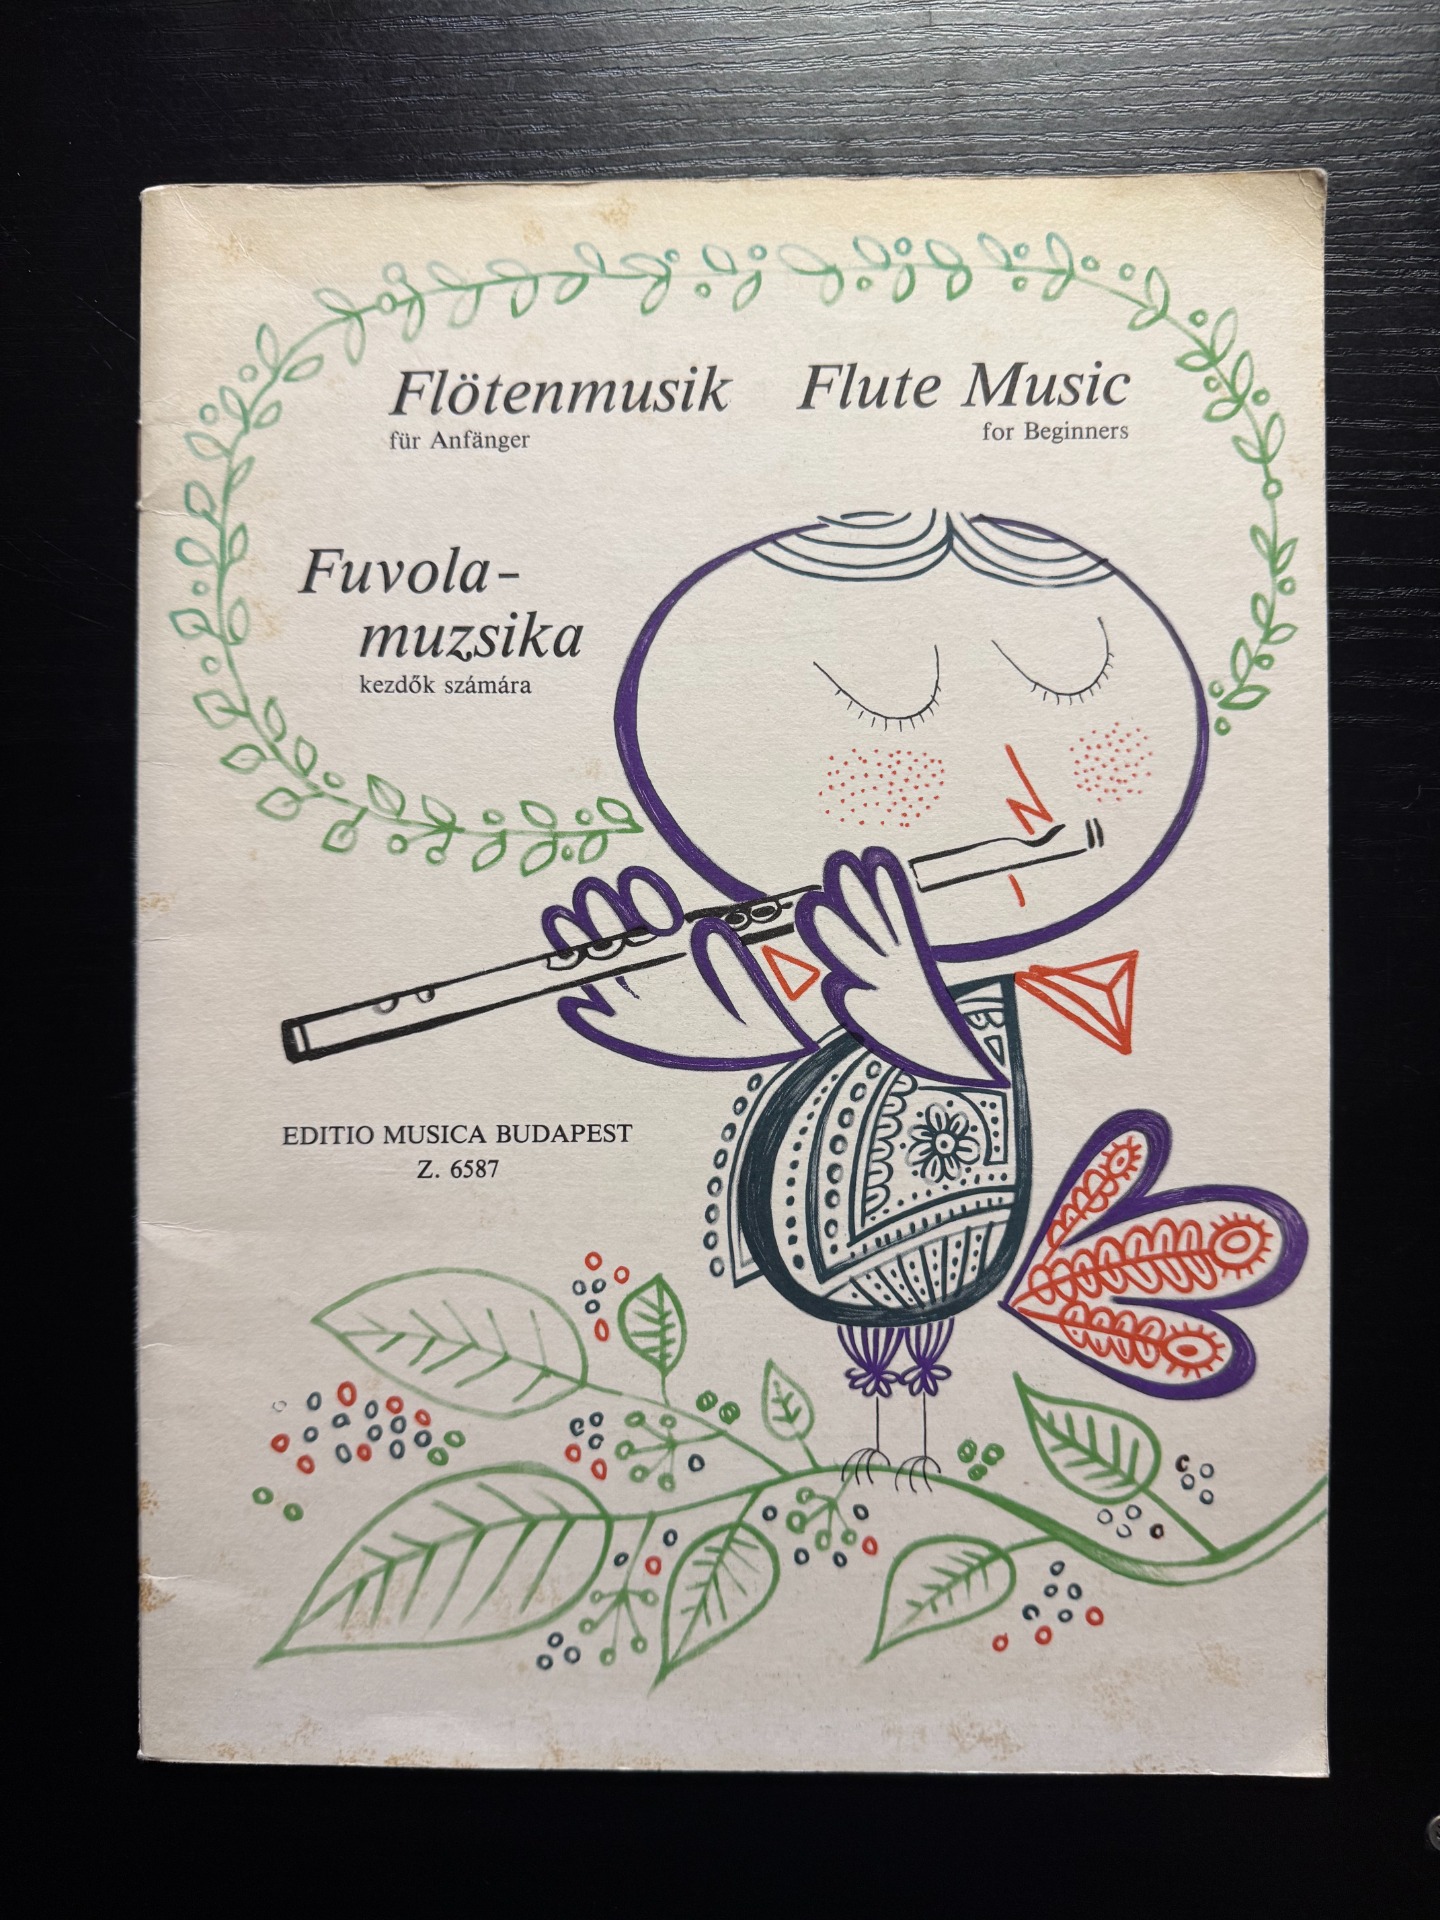 Flötenmusik
für Anfänger
Flute Music
for Beginners
Fuvola-
muzsika
kezdők számára
EDITIO MUSICA BUDAPEST
Z. 6587